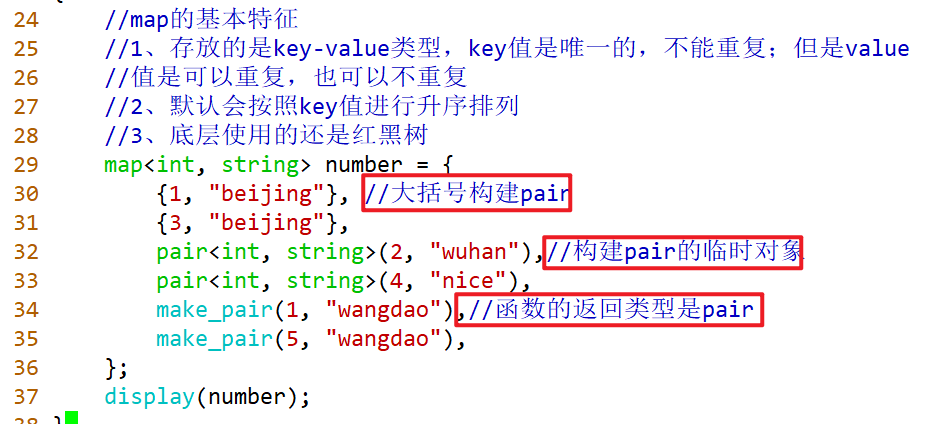 24 //map的基本特征
25 //1、存放的是key-value类型，key值是唯一的，不能重复；但是value
26 //值是可以重复，也可以不重复
27 //2、默认会按照key值进行升序排列
28 //3、底层使用的还是红黑树
29 map<int, string> number = {
30 {1, "beijing"}, //大括号构建pair
31 {3, "beijing"},
32 pair<int, string>(2, "wuhan"),//构建pair的临时对象
33 pair<int, string>(4, "nice"),
34 make_pair(1, "wangdao"),//函数的返回类型是pair
35 make_pair(5, "wangdao"),
36 };
37 display(number);
38 }